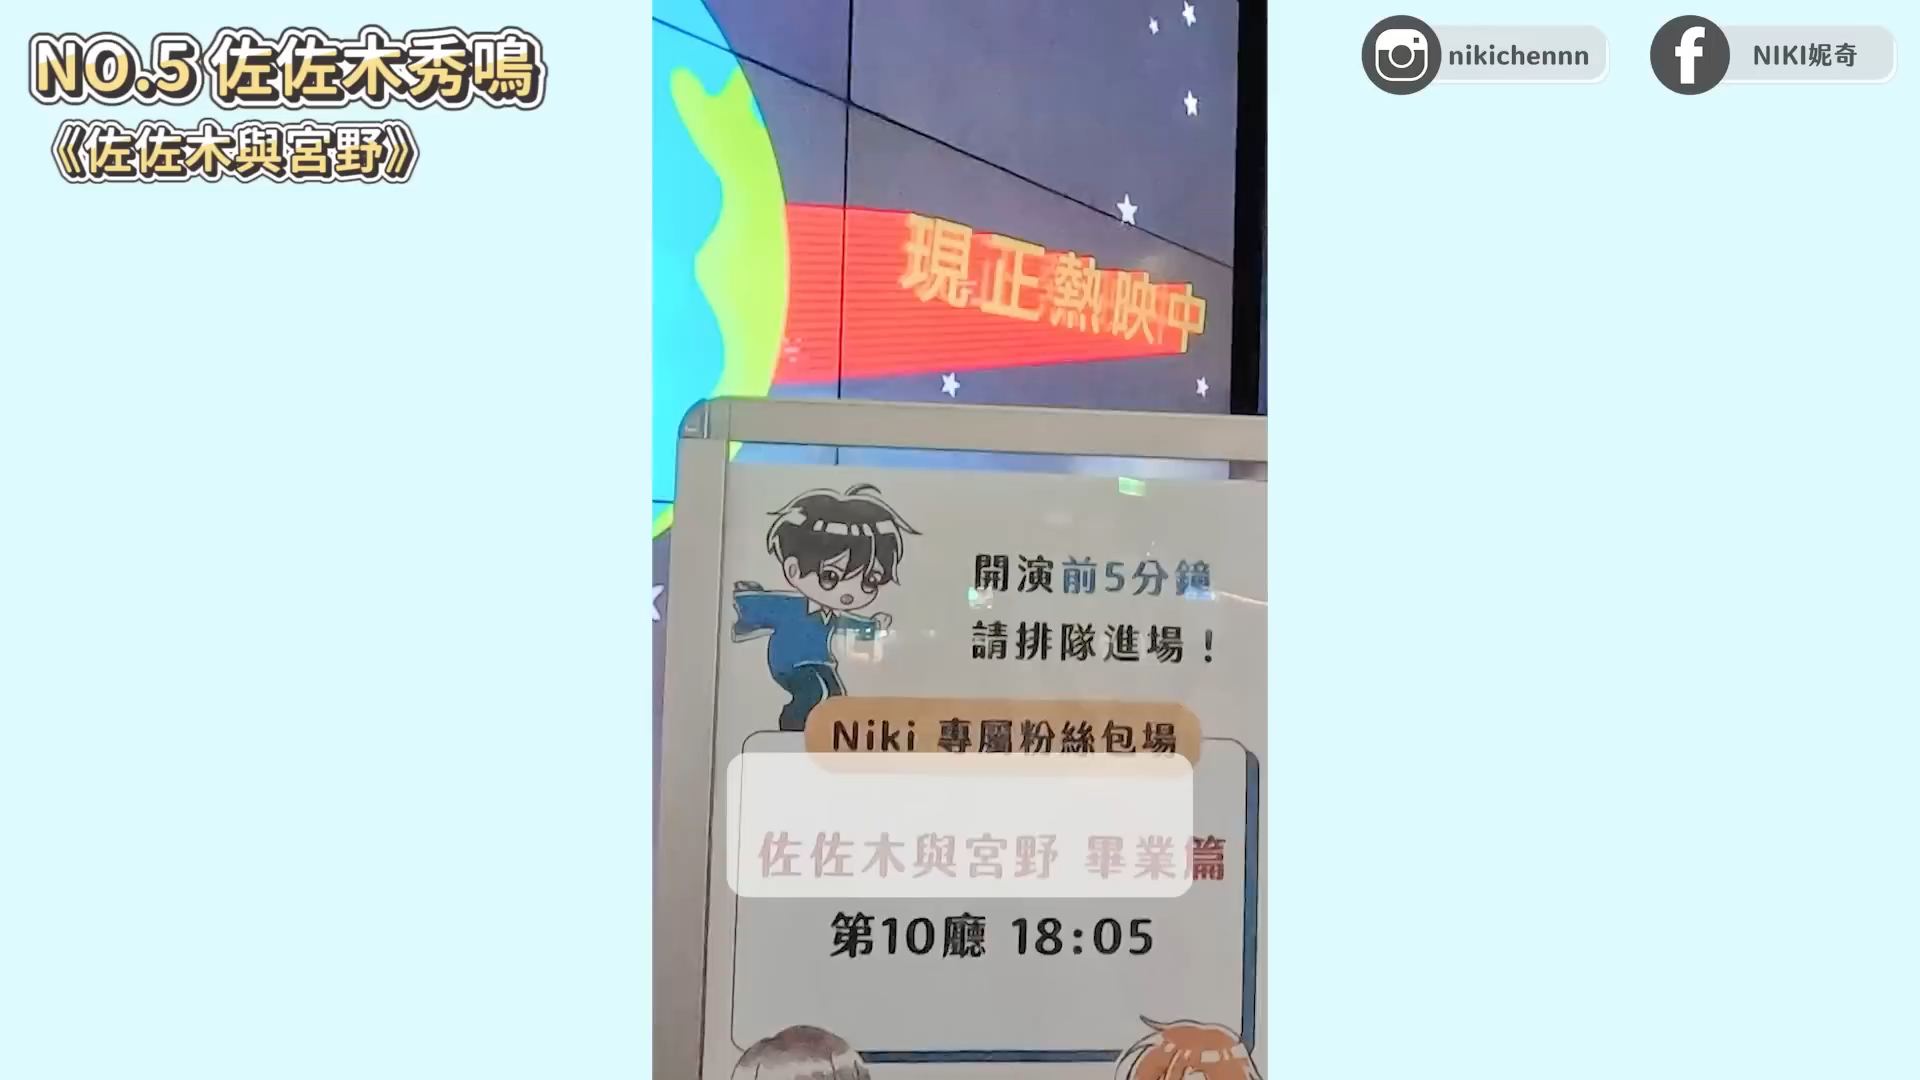 NO.5 佐佐木秀鳴
《佐佐木與宮野》
nikichennn
NIKI妮奇
現正熱映中
開演前5分鐘
請排隊進場！
Niki 專屬粉絲包場
佐佐木與宮野 畢業篇
第10廳 18:05